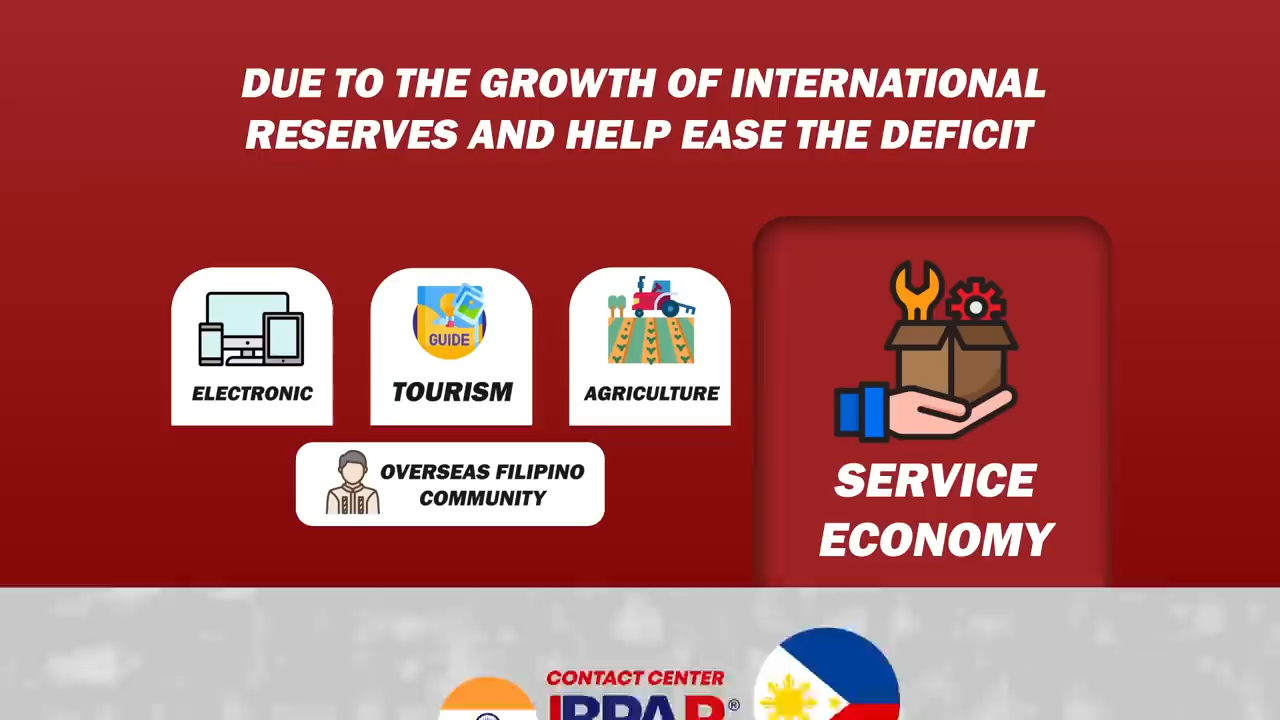 DUE TO THE GROWTH OF INTERNATIONAL
RESERVES AND HELP EASE THE DEFICIT
GUIDE
ELECTRONIC
TOURISM
AGRICULTURE
OVERSEAS FILIPINO
COMMUNITY
SERVICE
ECONOMY
CONTACT CENTER